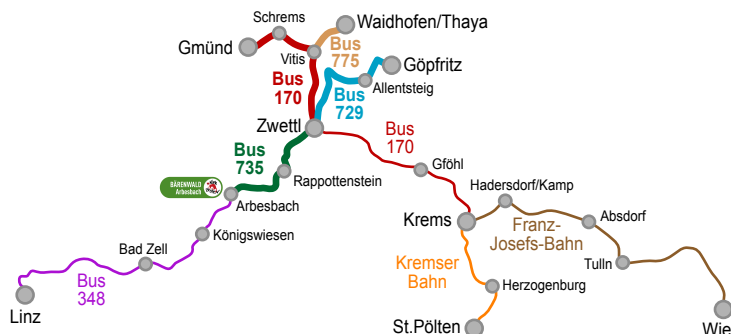 Schrems
Waidhofen/Thaya
Gmünd
Vitis
Bus
775
Bus
170
Göpfritz
Allentsteig
Bus
729
Zwettl
Bus
735
Bus
170
Rappottenstein
Gföhl
BÄRENWALD
Arbesbach
Arbesbach
Hadersdorf/Kamp
Krems
Absdorf
Franz-
Josefs-Bahn
Königswiesen
Bad Zell
Tulln
Kremser
Bahn
Herzogenburg
Bus
348
Linz
St.Pölten
Wie